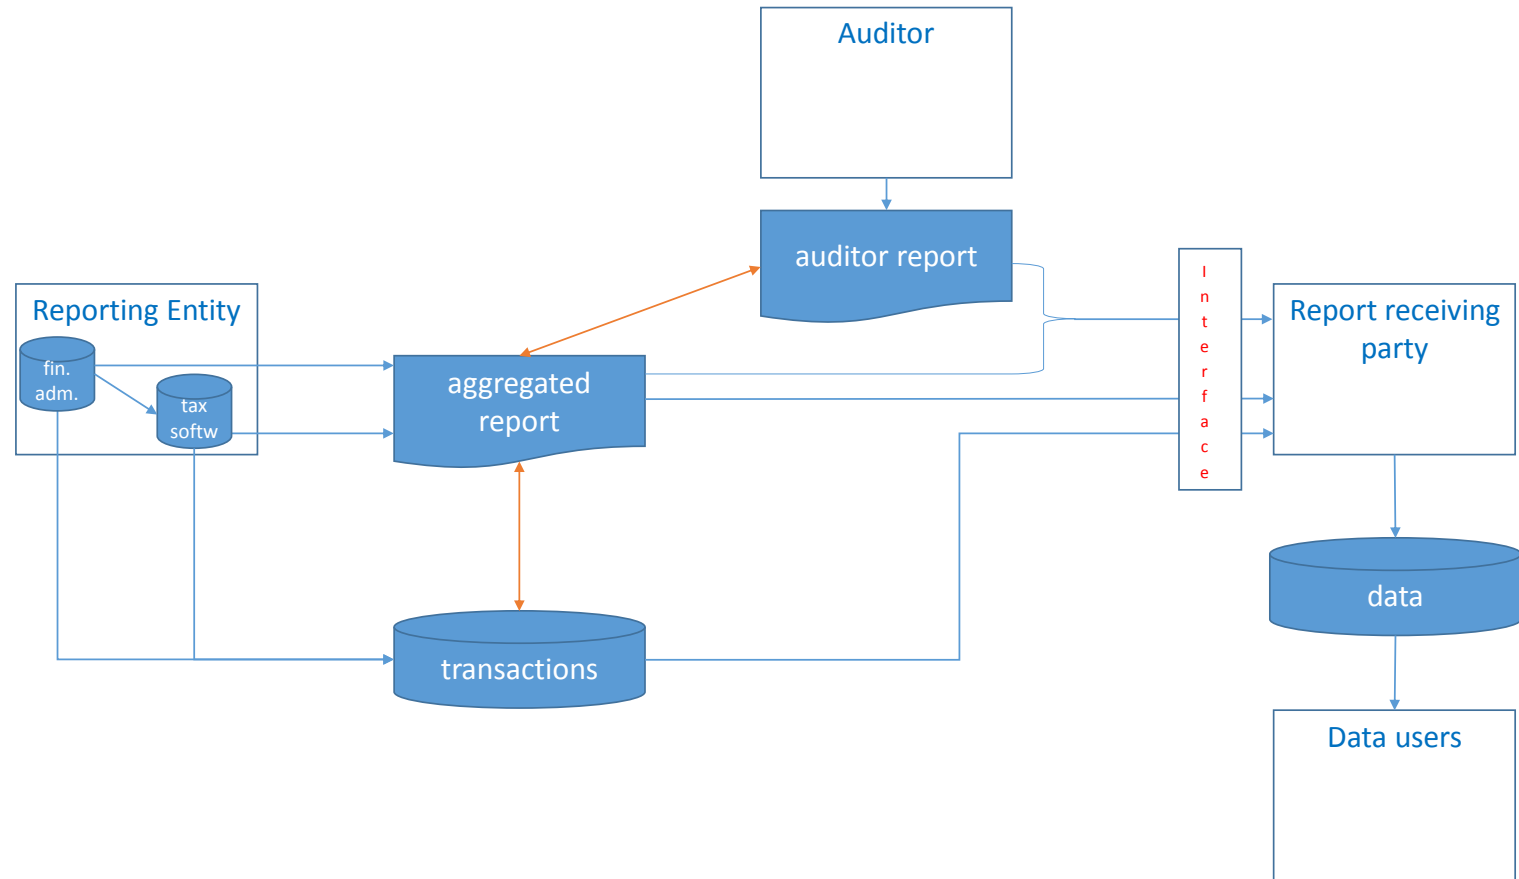 Auditor
auditor report
Reporting Entity
fin.
adm.
tax
softw
aggregated
report
transactions
I
n
t
e
r
f
a
c
e
Report receiving
party
data
Data users